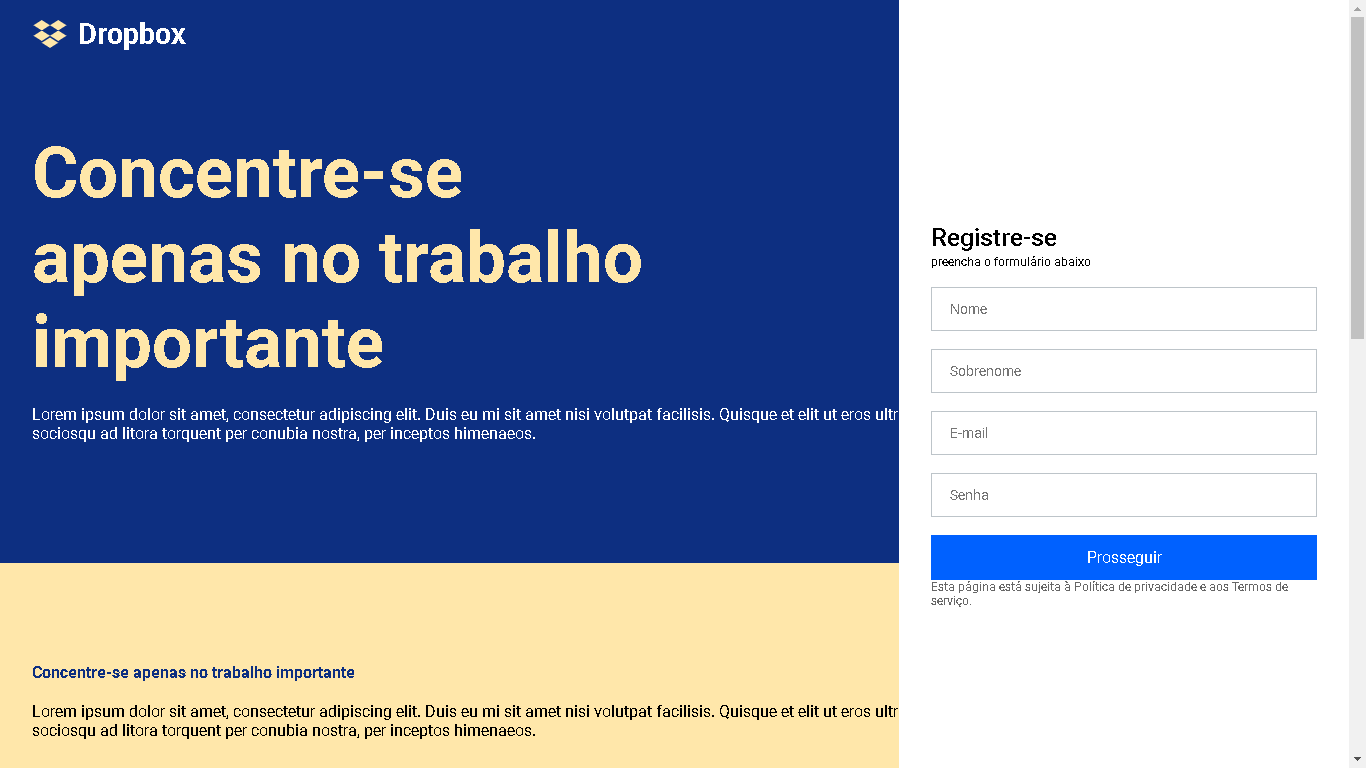 Dropbox
Concentre-se
apenas no trabalho
importante
Lorem ipsum dolor sit amet, consectetur adipiscing elit. Duis eu mi sit amet nisi volutpat facilisis. Quisque et elit ut eros ultr
sociosqu ad litora torquent per conubia nostra, per inceptos himenaeos.
Concentre-se apenas no trabalho importante
Lorem ipsum dolor sit amet, consectetur adipiscing elit. Duis eu mi sit amet nisi volutpat facilisis. Quisque et elit ut eros ultr
sociosqu ad litora torquent per conubia nostra, per inceptos himenaeos.
Registre-se
preencha o formulário abaixo
Nome
Sobrenome
E-mail
Senha
Prosseguir
Esta página está sujeita à Política de privacidade e aos Termos de
serviço.